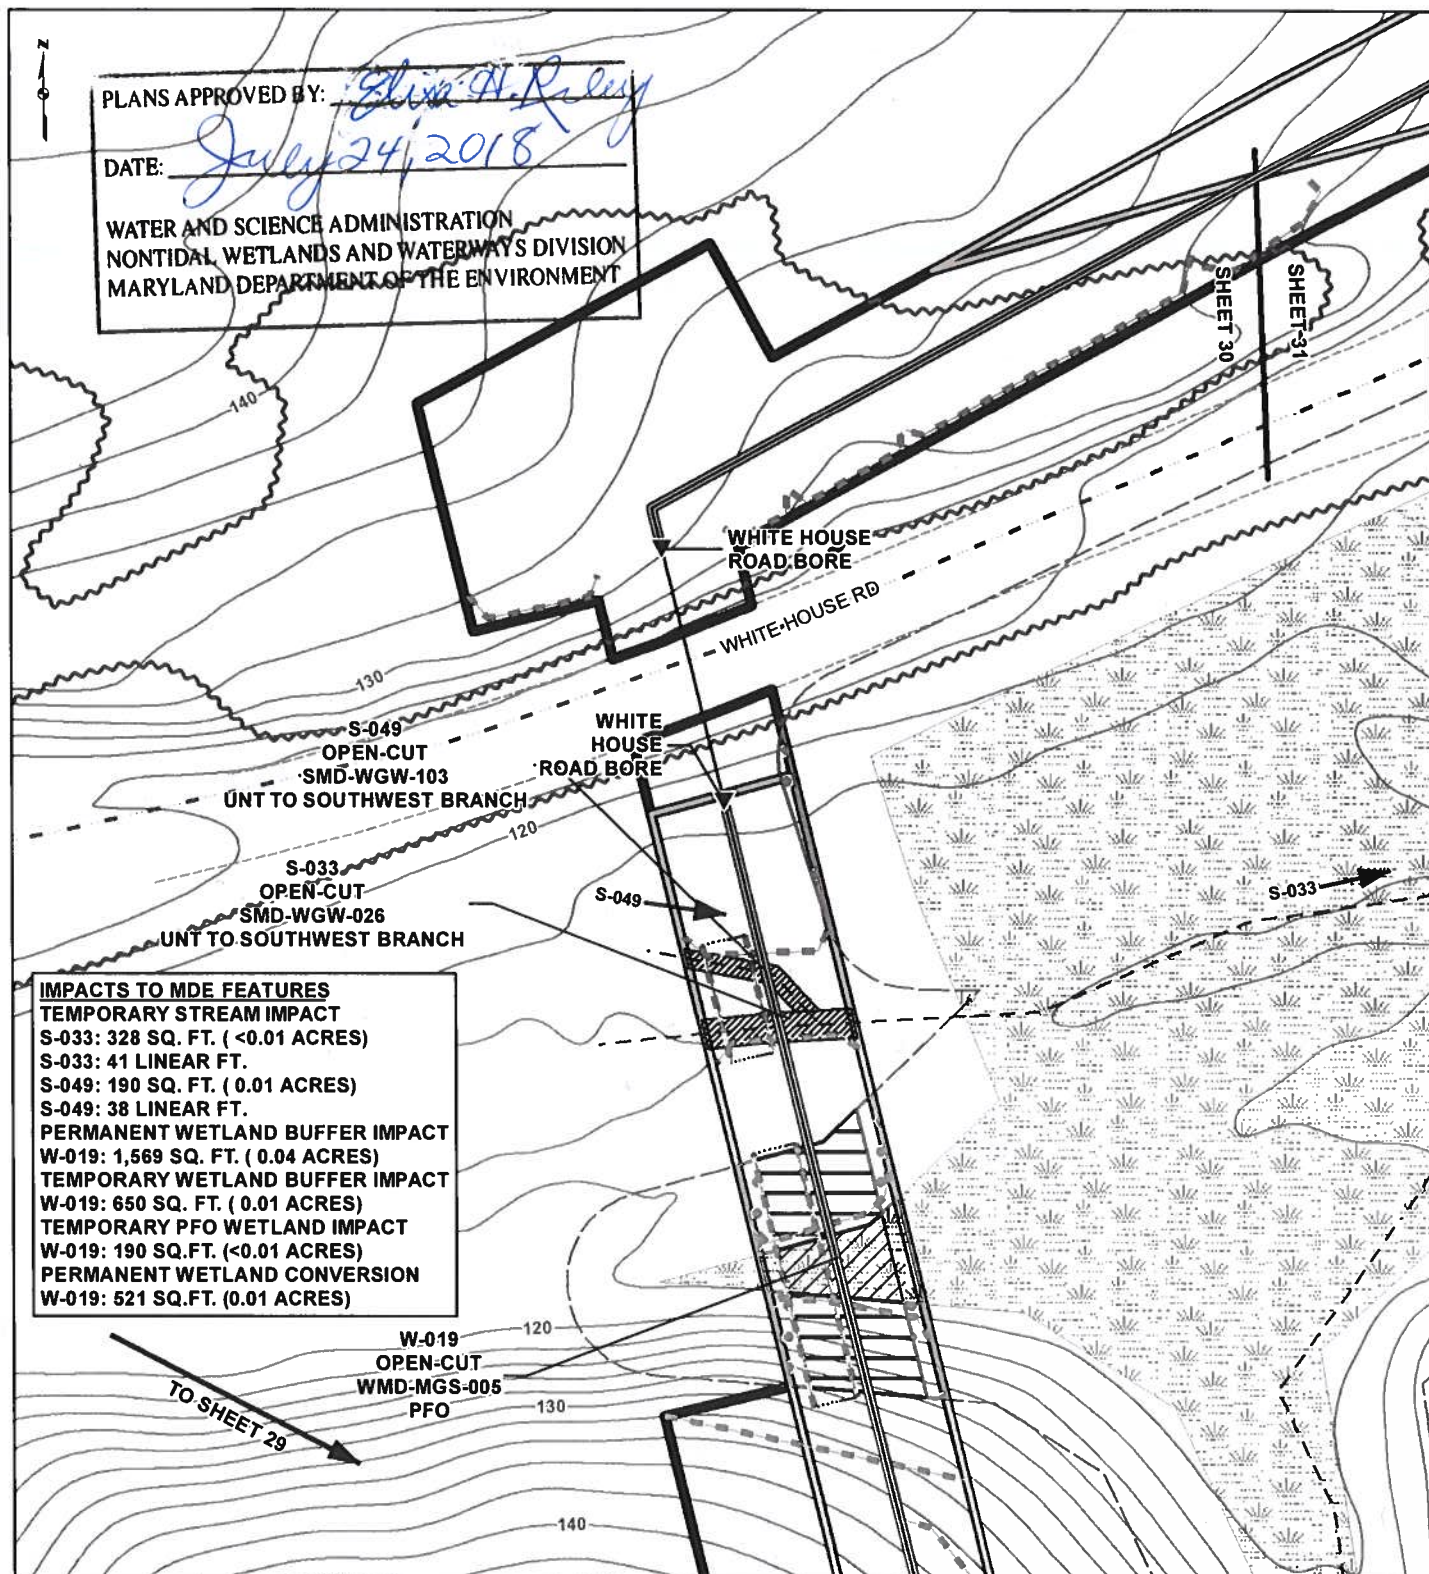 N
PLANS APPROVED BY: Elisa H. Riley
DATE: July 24, 2018
WATER AND SCIENCE ADMINISTRATION
NONTIDAL WETLANDS AND WATERWAYS DIVISION
MARYLAND DEPARTMENT OF THE ENVIRONMENT
SHEET 30
SHEET 31
140
WHITE HOUSE
ROAD BORE
WHITE HOUSE RD
130
S-049
OPEN-CUT
SMD-WGW-103
UNT TO SOUTHWEST BRANCH
WHITE
HOUSE
ROAD BORE
120
S-033
OPEN-CUT
SMD-WGW-026
UNT TO SOUTHWEST BRANCH
S-049
S-033
IMPACTS TO MDE FEATURES
TEMPORARY STREAM IMPACT
S-033: 328 SQ. FT. ( <0.01 ACRES)
S-033: 41 LINEAR FT.
S-049: 190 SQ. FT. ( 0.01 ACRES)
S-049: 38 LINEAR FT.
PERMANENT WETLAND BUFFER IMPACT
W-019: 1,569 SQ. FT. ( 0.04 ACRES)
TEMPORARY WETLAND BUFFER IMPACT
W-019: 650 SQ. FT. ( 0.01 ACRES)
TEMPORARY PFO WETLAND IMPACT
W-019: 190 SQ.FT. (<0.01 ACRES)
PERMANENT WETLAND CONVERSION
W-019: 521 SQ.FT. (0.01 ACRES)
120
W-019
OPEN-CUT
WMD-MGS-005
PFO
130
TO SHEET 29
140